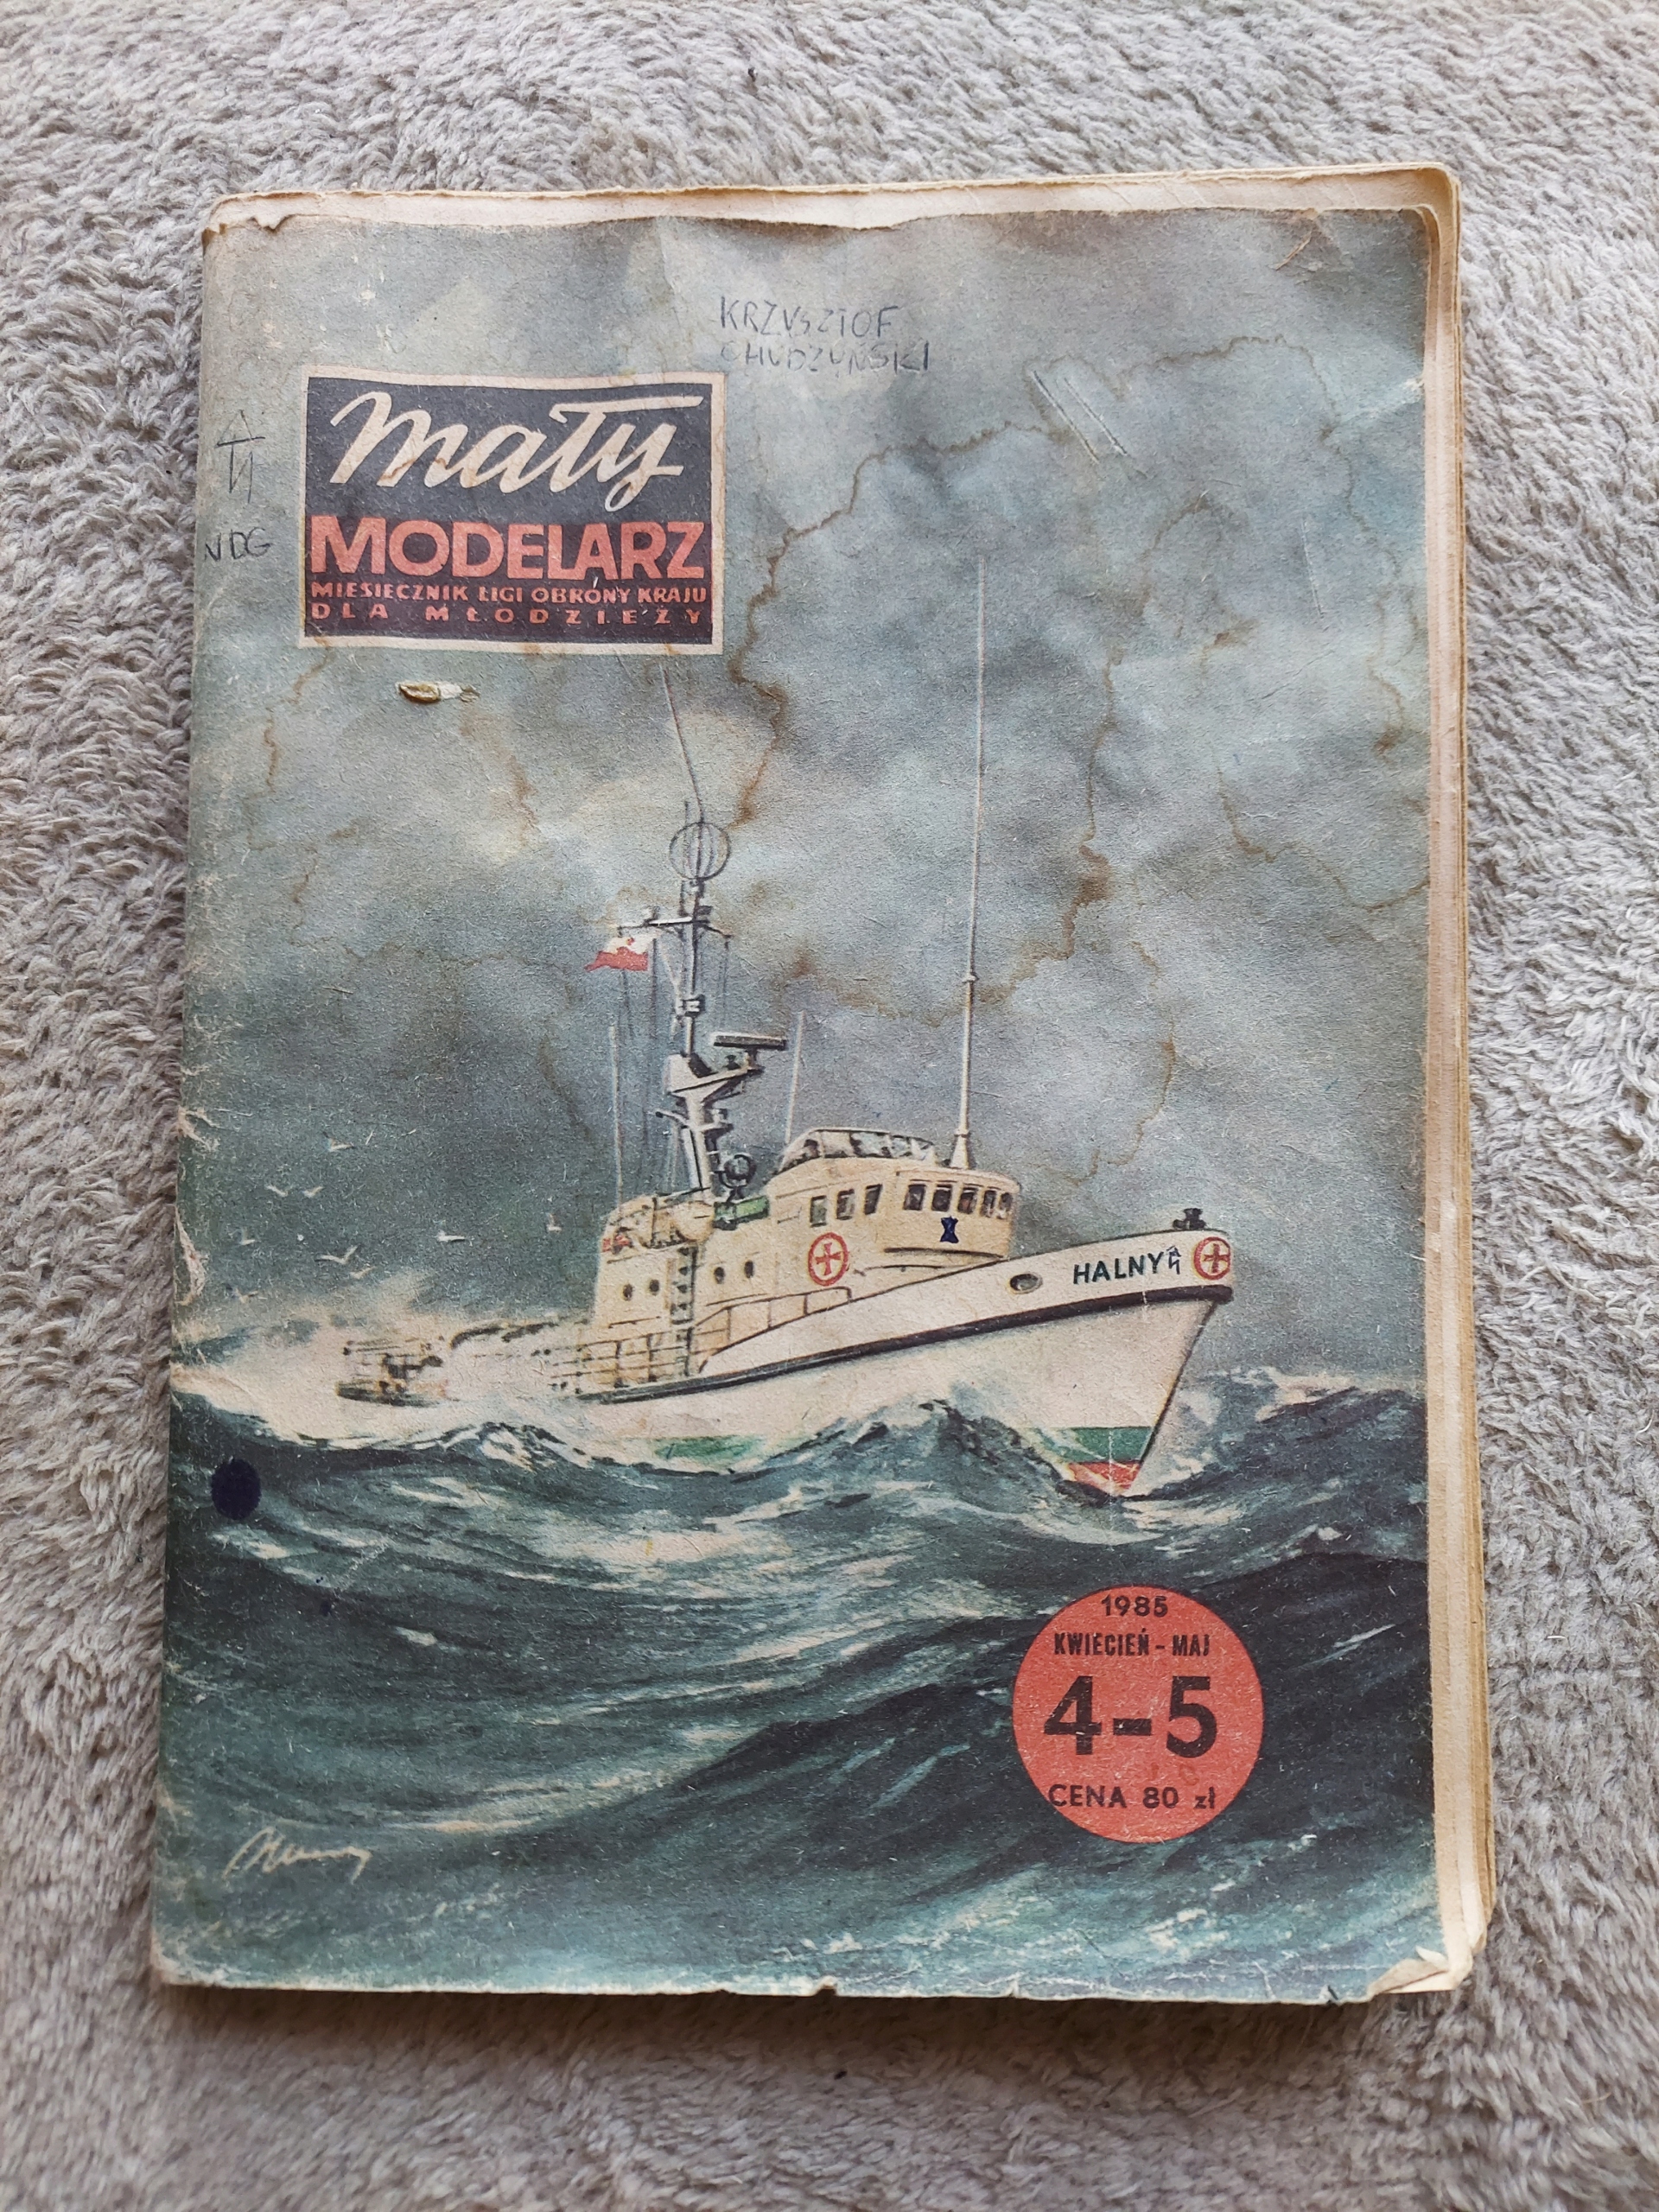 KRZYSZTOF
CHUDZYŃSKI
Mały
MODELARZ
MIESIĘCZNIK LIGI OBRONY KRAJU
DLA MŁODZIEŻY
NDG
HALNY
1985
KWIECIEŃ - MAJ
4-5
CENA 80 zł